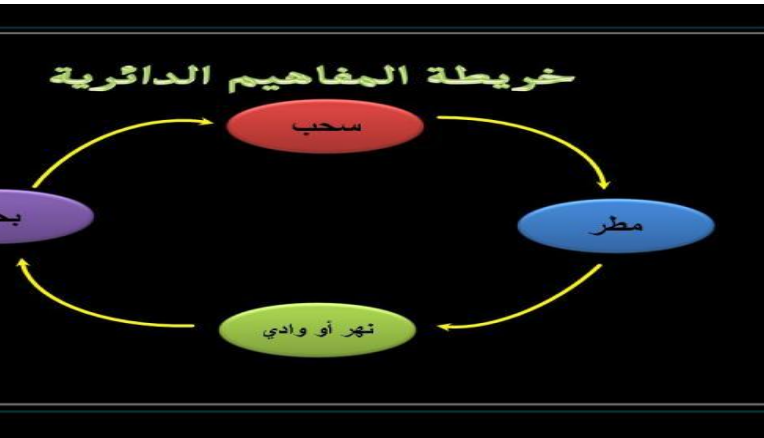 خريطة المفاهيم الدائرية
سحب
مطر
نهر أو وادي